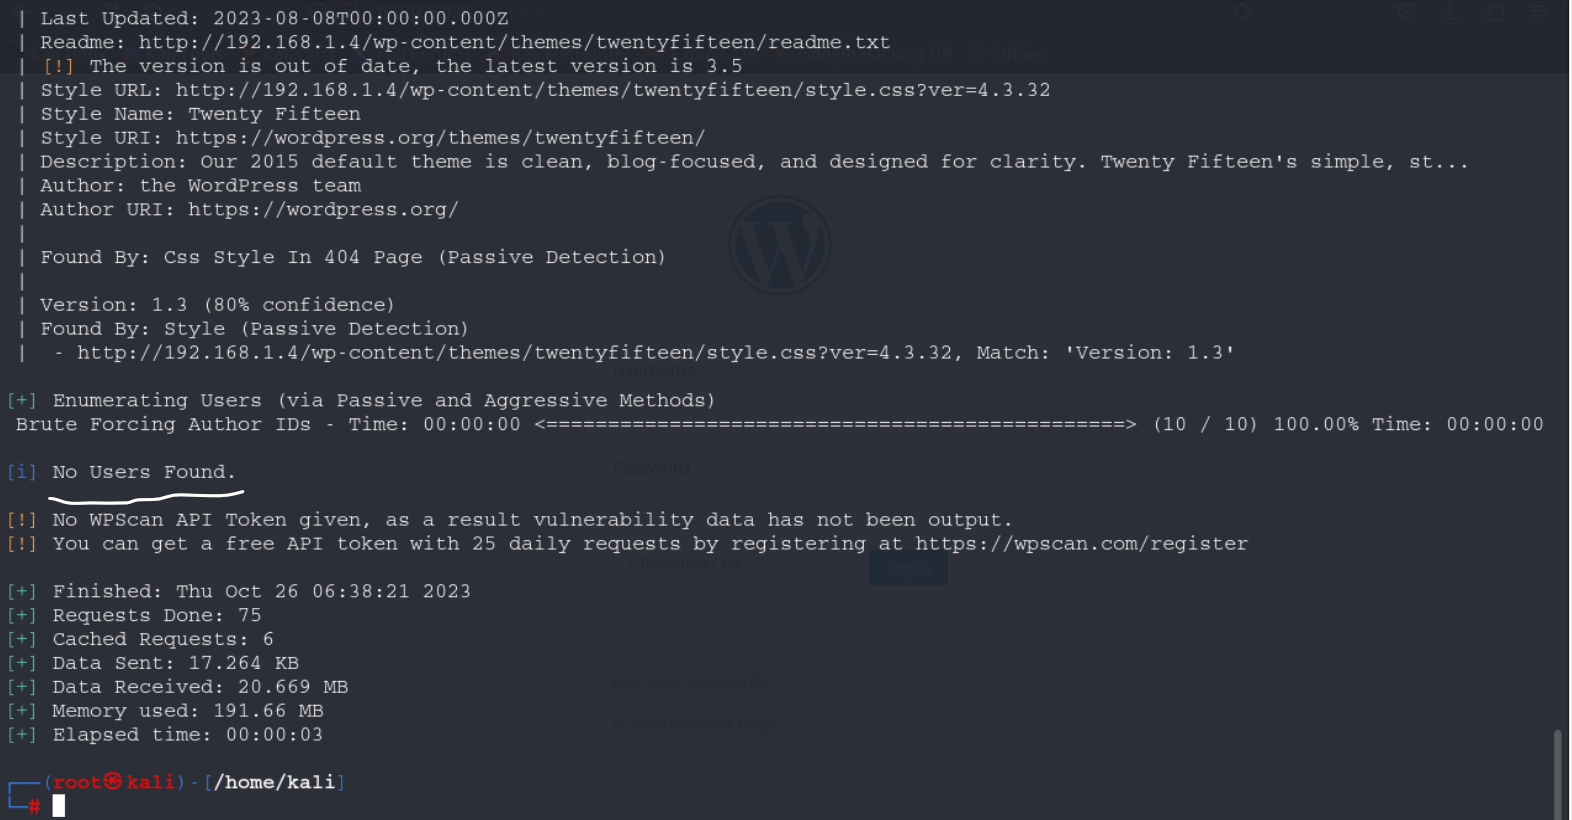 | Last Updated: 2023-08-08T00:00:00.000Z
| Readme: http://192.168.1.4/wp-content/themes/twentyfifteen/readme.txt
| [!] The version is out of date, the latest version is 3.5
| Style URL: http://192.168.1.4/wp-content/themes/twentyfifteen/style.css?ver=4.3.32
| Style Name: Twenty Fifteen
| Style URI: https://wordpress.org/themes/twentyfifteen/
| Description: Our 2015 default theme is clean, blog-focused, and designed for clarity. Twenty Fifteen's simple, st...
| Author: the WordPress team
| Author URI: https://wordpress.org/
|
| Found By: Css Style In 404 Page (Passive Detection)
|
| Version: 1.3 (80% confidence)
| Found By: Style (Passive Detection)
|  - http://192.168.1.4/wp-content/themes/twentyfifteen/style.css?ver=4.3.32, Match: 'Version: 1.3'
Username
[+] Enumerating Users (via Passive and Aggressive Methods)
Brute Forcing Author IDs - Time: 00:00:00 <===============================================> (10 / 10) 100.00% Time: 00:00:00
[i] No Users Found.
Password
[!] No WPScan API Token given, as a result vulnerability data has not been output.
[!] You can get a free API token with 25 daily requests by registering at https://wpscan.com/register
Remember Me
Log In
[+] Finished: Thu Oct 26 06:38:21 2023
[+] Requests Done: 75
[+] Cached Requests: 6
[+] Data Sent: 17.264 KB
[+] Data Received: 20.669 MB
Lost your password?
[+] Memory used: 191.66 MB
[+] Elapsed time: 00:00:03
(root㉿kali)-[/home/kali]
#